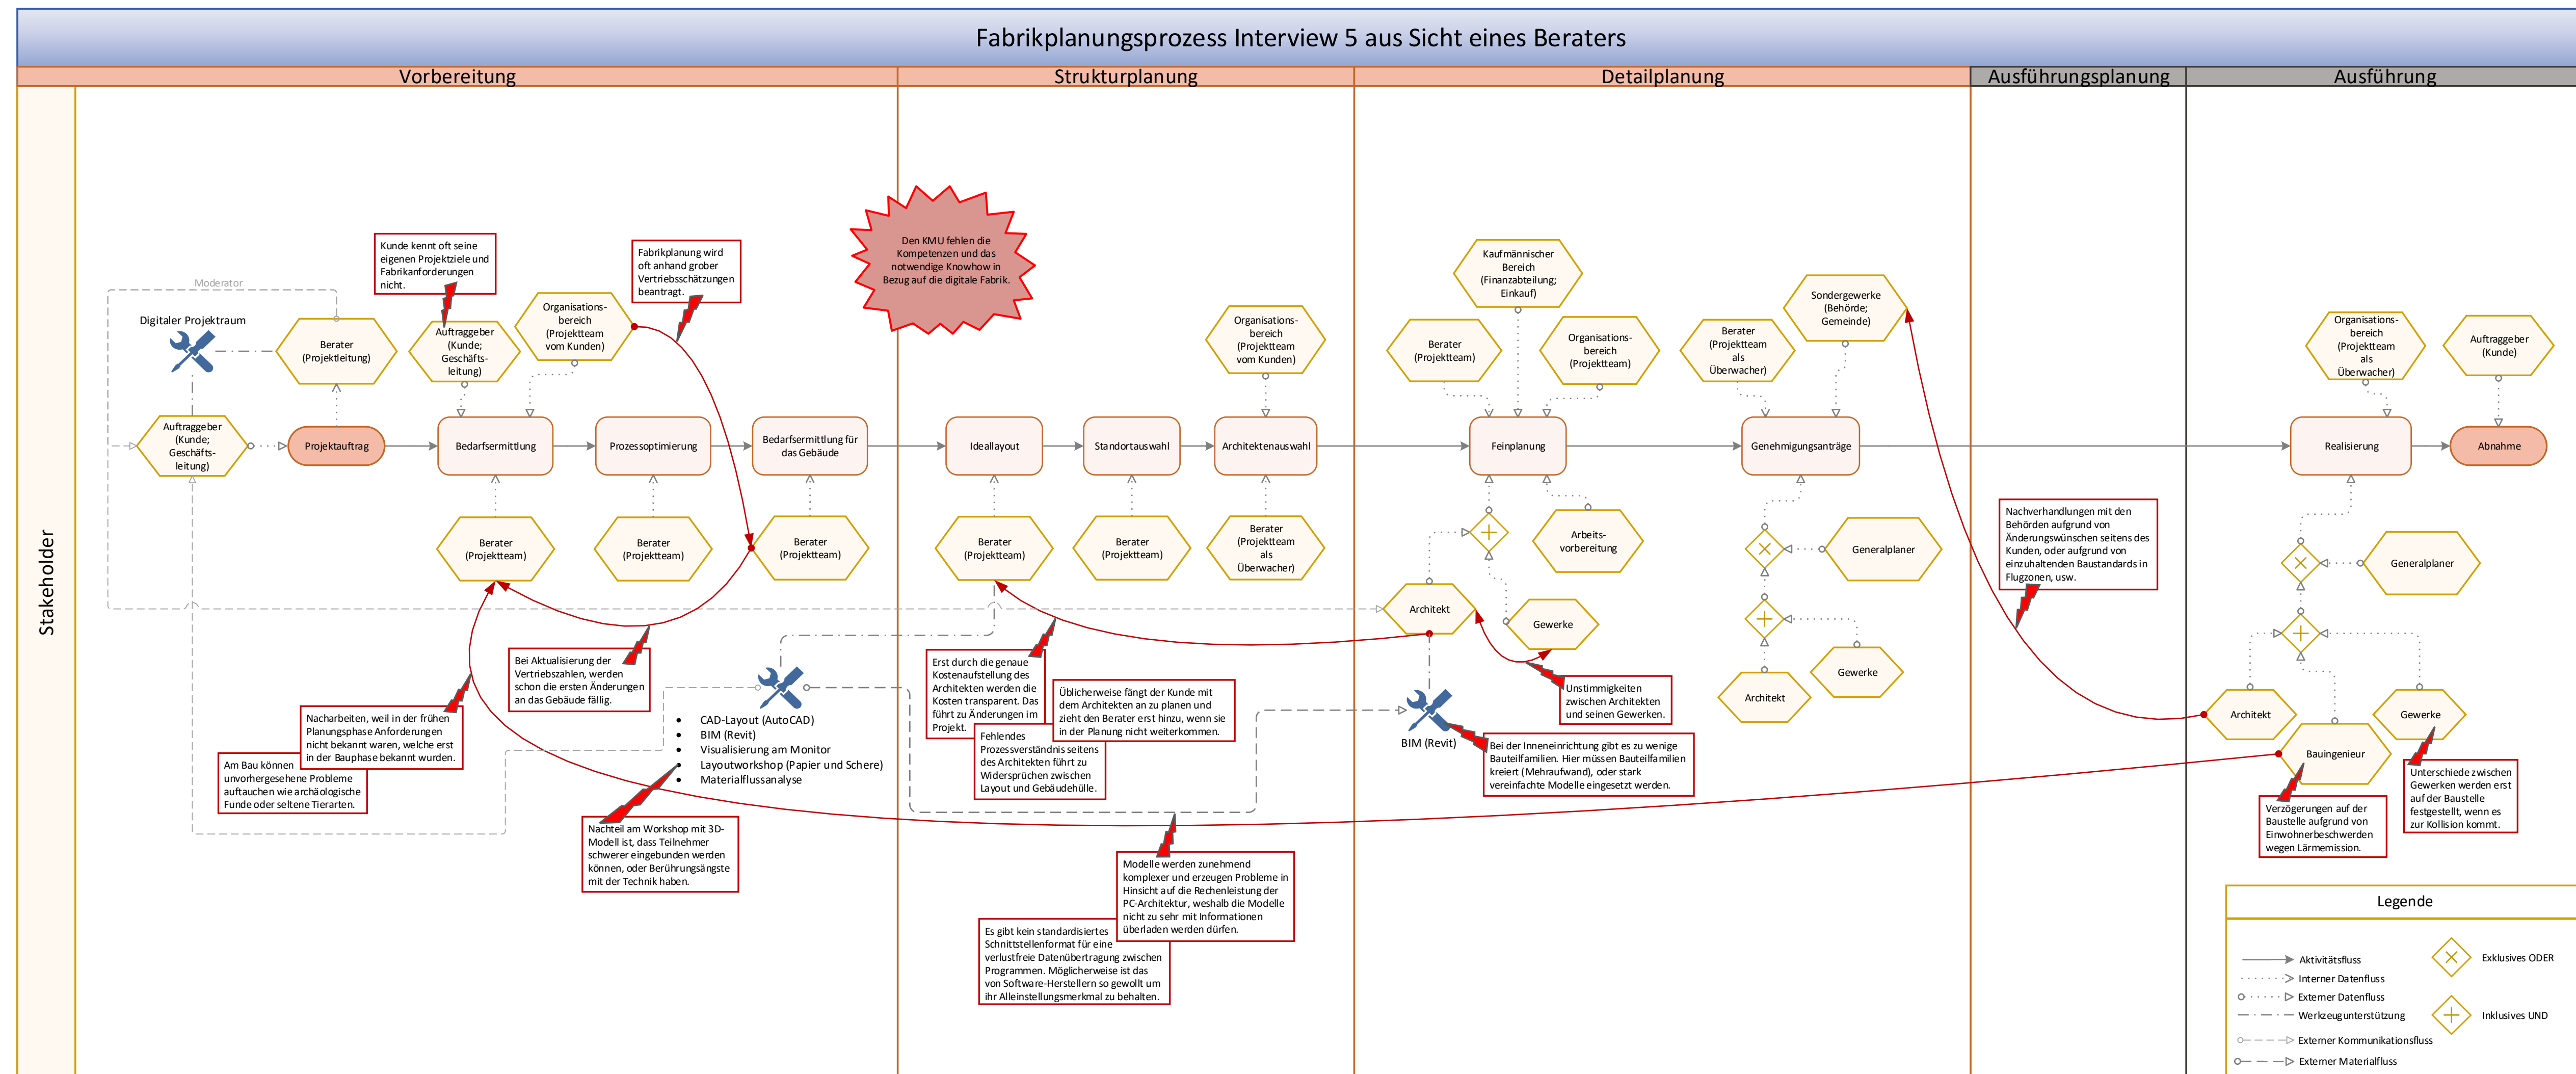 Fabrikplanungsprozess Interview 5 aus Sicht eines Beraters
Vorbereitung
Strukturplanung
Detailplanung
Ausführungsplanung
Ausführung
Stakeholder
Moderator
Digitaler Projektraum
Berater
(Projektleitung)
Auftraggeber
(Kunde;
Geschäfts-
leitung)
Projektauftrag
Kunde kennt oft seine
eigenen Projektziele und
Fabrikanforderungen
nicht.
Auftraggeber
(Kunde;
Geschäfts-
leitung)
Organisations-
bereich
(Projektteam
vom Kunden)
Fabrikplanung wird
oft anhand grober
Vertriebsschätzungen
beantragt.
Bedarfsermittlung
Prozessoptimierung
Bedarfsermittlung für
das Gebäude
Berater
(Projektteam)
Berater
(Projektteam)
Berater
(Projektteam)
Bei Aktualisierung der
Vertriebszahlen, werden
schon die ersten Änderungen
an das Gebäude fällig.
Nacharbeiten, weil in der frühen
Planungsphase Anforderungen
nicht bekannt waren, welche erst
in der Bauphase bekannt wurden.
Am Bau können
unvorhergesehene Probleme
auftauchen wie archäologische
Funde oder seltene Tierarten.
• CAD-Layout (AutoCAD)
• BIM (Revit)
• Visualisierung am Monitor
• Layoutworkshop (Papier und Schere)
• Materialflussanalyse
Nachteil am Workshop mit 3D-
Modell ist, dass Teilnehmer
schwerer eingebunden werden
können, oder Berührungsängste
mit der Technik haben.
Den KMU fehlen die
Kompetenzen und das
notwendige Knowhow in
Bezug auf die digitale Fabrik.
Organisations-
bereich
(Projektteam
vom Kunden)
Ideallayout
Standortauswahl
Architektenauswahl
Berater
(Projektteam)
Berater
(Projektteam)
Berater
(Projektteam
als
Überwacher)
Erst durch die genaue
Kostenaufstellung des
Architekten werden die
Kosten transparent. Das
führt zu Änderungen im
Projekt.
Üblicherweise fängt der Kunde mit
dem Architekten an zu planen und
zieht den Berater erst hinzu, wenn sie
in der Planung nicht weiterkommen.
Fehlendes
Prozessverständnis seitens
des Architekten führt zu
Widersprüchen zwischen
Layout und Gebäudehülle.
Modelle werden zunehmend
komplexer und erzeugen Probleme in
Hinsicht auf die Rechenleistung der
PC-Architektur, weshalb die Modelle
nicht zu sehr mit Informationen
überladen werden dürfen.
Es gibt kein standardisiertes
Schnittstellenformat für eine
verlustfreie Datenübertragung zwischen
Programmen. Möglicherweise ist das
von Software-Herstellern so gewollt um
ihr Alleinstellungsmerkmal zu behalten.
Kaufmännischer
Bereich
(Finanzabteilung;
Einkauf)
Berater
(Projektteam)
Organisations-
bereich
(Projektteam)
Berater
(Projektteam
als
Überwacher)
Sondergewerke
(Behörde;
Gemeinde)
Feinplanung
Genehmigungsanträge
Arbeits-
vorbereitung
Generalplaner
Architekt
Gewerke
Gewerke
Architekt
Unstimmigkeiten
zwischen Architekten
und seinen Gewerken.
BIM (Revit)
Bei der Inneneinrichtung gibt es zu wenige
Bauteilfamilien. Hier müssen Bauteilfamilien
kreiert (Mehraufwand), oder stark
vereinfachte Modelle eingesetzt werden.
Nachverhandlungen mit den
Behörden aufgrund von
Änderungswünschen seitens des
Kunden, oder aufgrund von
einzuhaltenden Baustandards in
Flugzonen, usw.
Organisations-
bereich
(Projektteam
als
Überwacher)
Auftraggeber
(Kunde)
Realisierung
Abnahme
Generalplaner
Architekt
Gewerke
Bauingenieur
Verzögerungen auf der
Baustelle aufgrund von
Einwohnerbeschwerden
wegen Lärmemission.
Unterschiede zwischen
Gewerken werden erst
auf der Baustelle
festgestellt, wenn es
zur Kollision kommt.
Legende
Aktivitätsfluss
Interner Datenfluss
Externer Datenfluss
Werkzeugunterstützung
Externer Kommunikationsfluss
Externer Materialfluss
Exklusives ODER
Inklusives UND